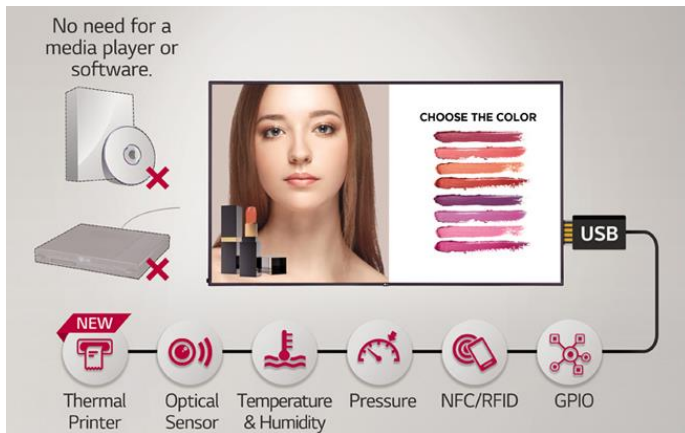 No need for a
media player or
software.
CHOOSE THE COLOR
USB
NEW
Thermal
Printer
Optical
Sensor
Temperature
& Humidity
Pressure
NFC/RFID
GPIO